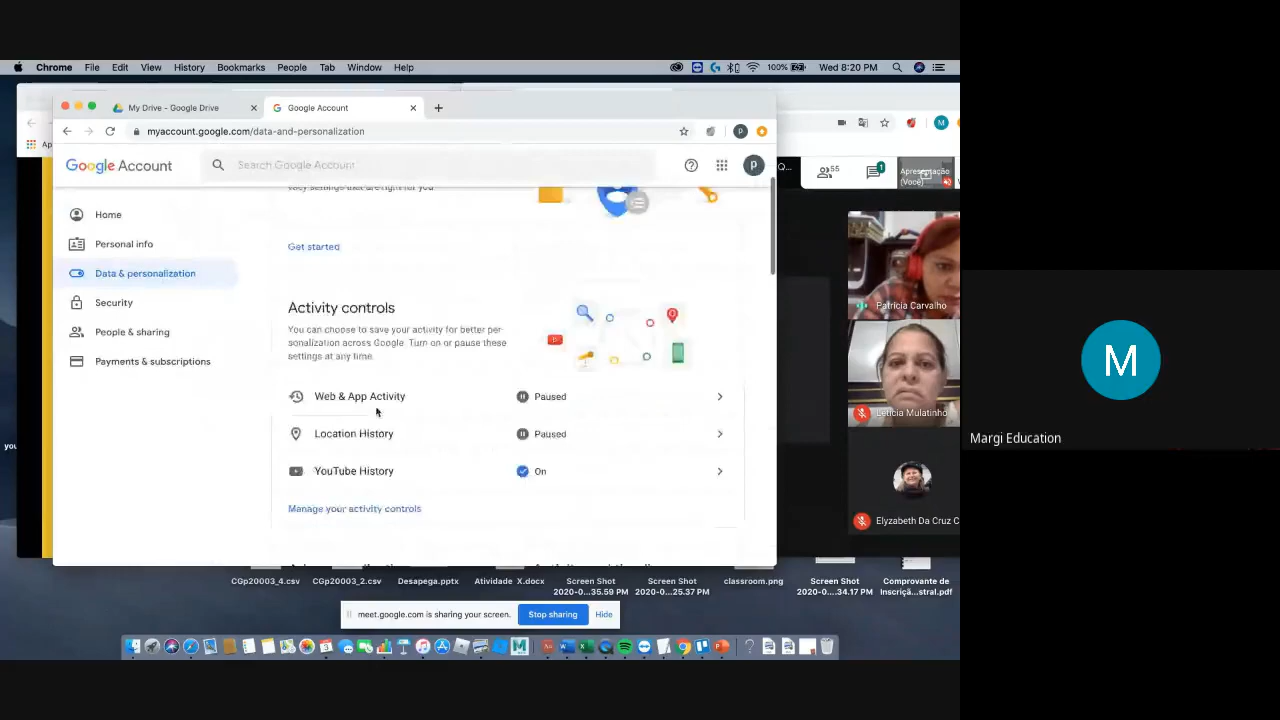 Chrome File Edit View History Bookmarks People Tab Window Help 100% Wed 8:20 PM
My Drive - Google Drive
Google Account
myaccount.google.com/data-and-personalization
M
Google Account
Search Google Account
p
55
1
Apresentação
(Você)
Home
Personal info
Data & personalization
Security
People & sharing
Payments & subscriptions
Get started
Activity controls
You can choose to save your activity for better per-
sonalization across Google. Turn on or pause these
settings at any time.
Web & App Activity Paused
Location History Paused
YouTube History On
Manage your activity controls
Patricia Carvalho
Leticia Mulatinho
Elyzabeth Da Cruz C
M
Margi Education
you
CGp20003_4.csv
CGp20003_2.csv
Desapega.pptx
Atividade X.docx
Screen Shot
2020-0...35.59 PM
Screen Shot
2020-0...25.37 PM
classroom.png
Screen Shot
2020-0...34.17 PM
Comprovante de
Inscriçã...stral.pdf
meet.google.com is sharing your screen.
Stop sharing
Hide